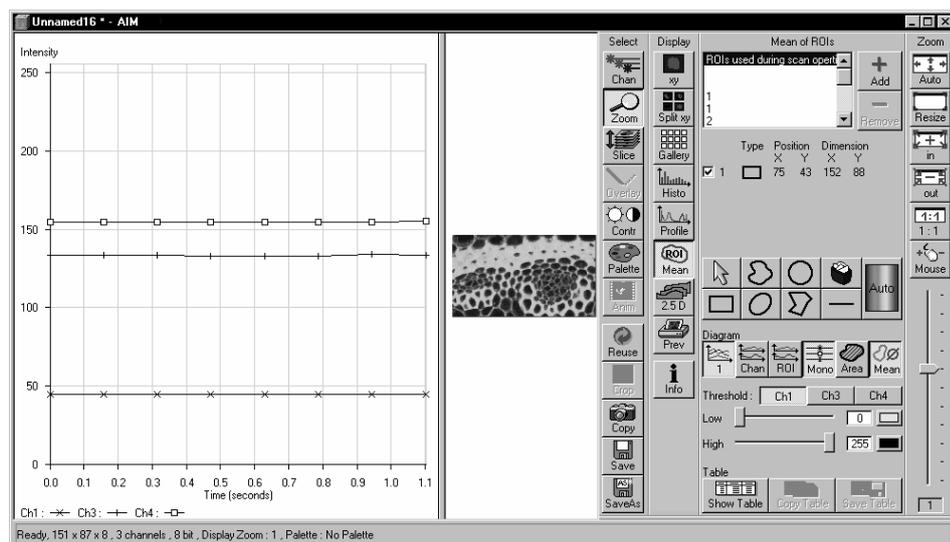 Unnamed16 * - AIM
Intensity
250
200
150
100
50
0
0.0 0.1 0.2 0.3 0.4 0.5 0.6 0.7 0.8 0.9 1.0 1.1
Time (seconds)
Ch1 : Ch3 : Ch4 :
Select
Chan
Zoom
Slice
Overlay
Contr
Palette
Anim
Reuse
Crop
Copy
Save
AS
SaveAs
Display
xy
Split xy
Gallery
Histo
Profile
ROI
Mean
2.5 D
Prev
i
Info
Mean of ROIs
ROIs used during scan operti
1
1
2
Add
Remove
Type Position Dimension
X Y X Y
1 75 43 152 88
Auto
Diagram
1 Chan ROI Mono Area Mean
Threshold : Ch1 Ch3 Ch4
Low 0
High 255
Table
Show Table Copy Table Save Table
Zoom
Auto
Resize
in
out
1:1
1 : 1
Mouse
1
Ready, 151 x 87 x 8 , 3 channels , 8 bit , Display Zoom : 1 , Palette : No Palette